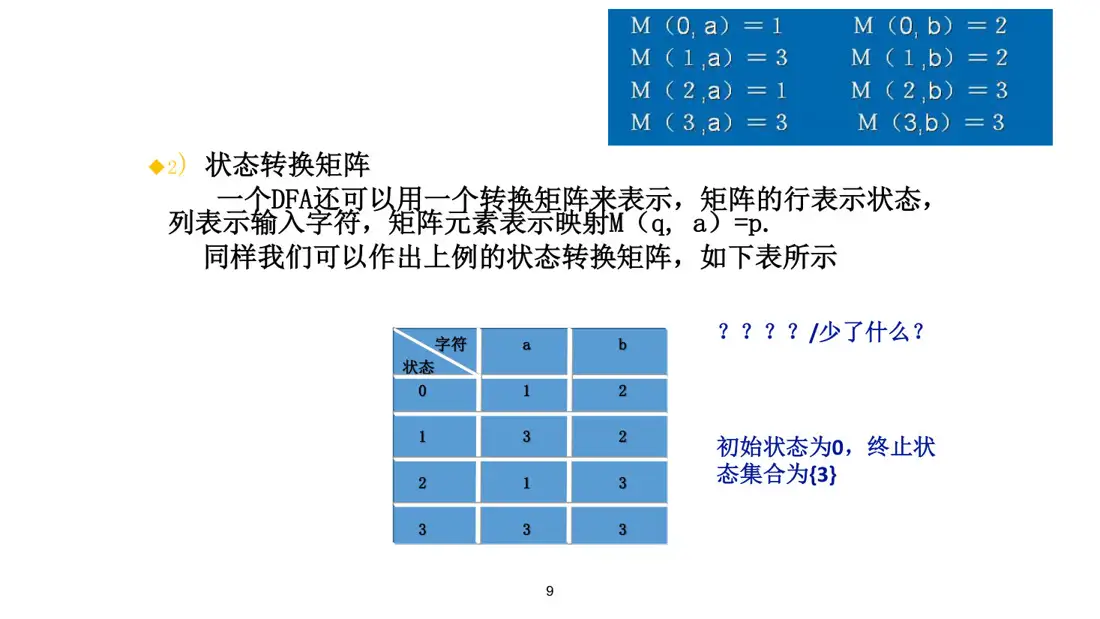 M（0, a）＝1 M（0, b）＝2
M（1,a）＝3 M（1,b）＝2
M（2,a）＝1 M（2,b）＝3
M（3,a）＝3 M（3,b）＝3
2) 状态转换矩阵
一个DFA还可以用一个转换矩阵来表示，矩阵的行表示状态，
列表示输入字符，矩阵元素表示映射M（q, a）=p.
同样我们可以作出上例的状态转换矩阵，如下表所示
？？？？/少了什么？
字符 a b
状态
0 1 2
1 3 2
2 1 3
3 3 3
初始状态为0，终止状
态集合为{3}
9